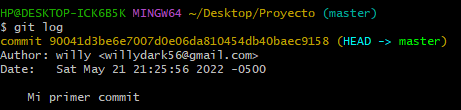 HP@DESKTOP-ICK6B5K MINGW64 ~/Desktop/Proyecto (master)
$ git log
commit 90041d3be6e7007d0e06da810454db40baec9158 (HEAD -> master)
Author: willy <willydark56@gmail.com>
Date:   Sat May 21 21:25:56 2022 -0500
    Mi primer commit